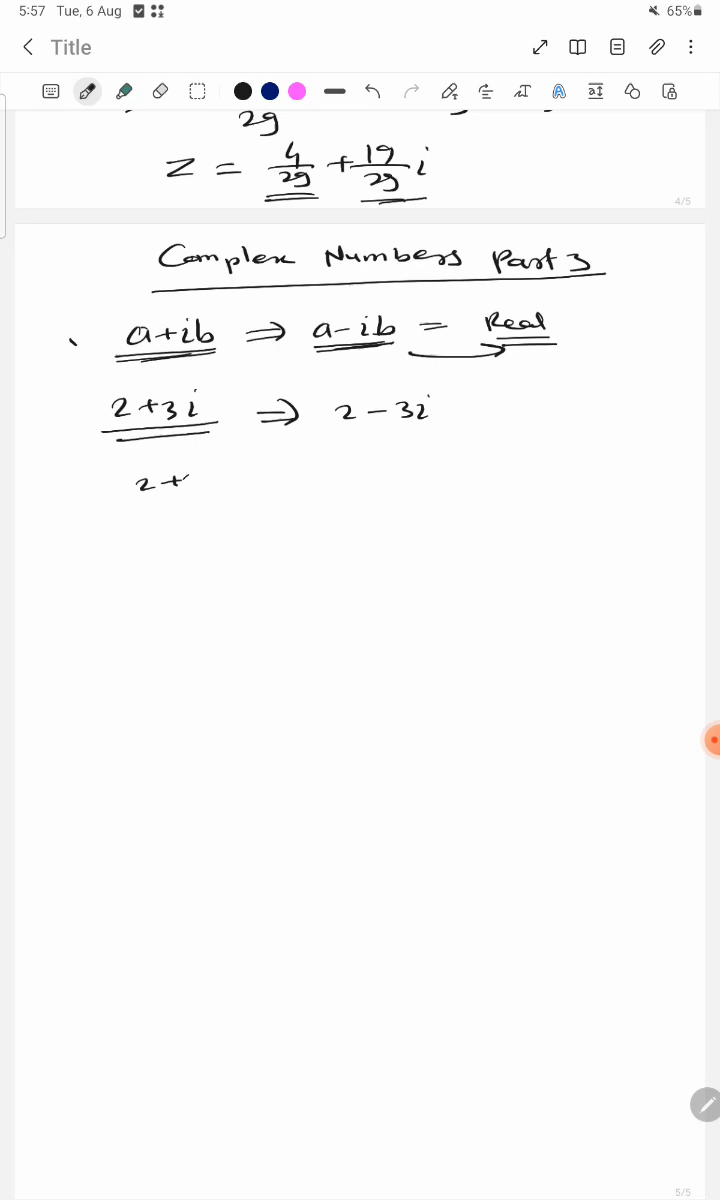 5:57 Tue, 6 Aug 65%
Title
29
Z = 4/29 + 19/29 i
4/5
Complex Numbers Part 3
a+ib ⇒ a-ib = Real
2+3i ⇒ 2-3i
2+
5/5